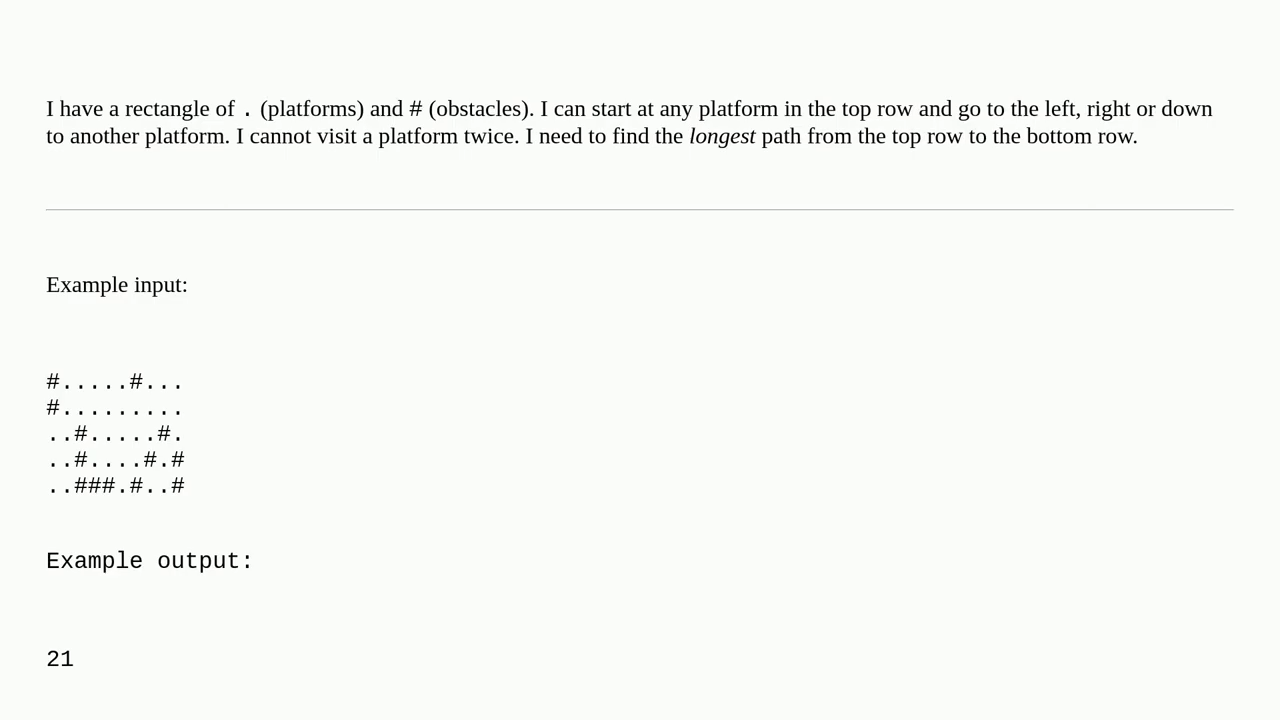 I have a rectangle of . (platforms) and # (obstacles). I can start at any platform in the top row and go to the left, right or down
to another platform. I cannot visit a platform twice. I need to find the longest path from the top row to the bottom row.
Example input:
#.....#...
#.........
..#.....#.
..#....#.#
..###.#..#
Example output:
21